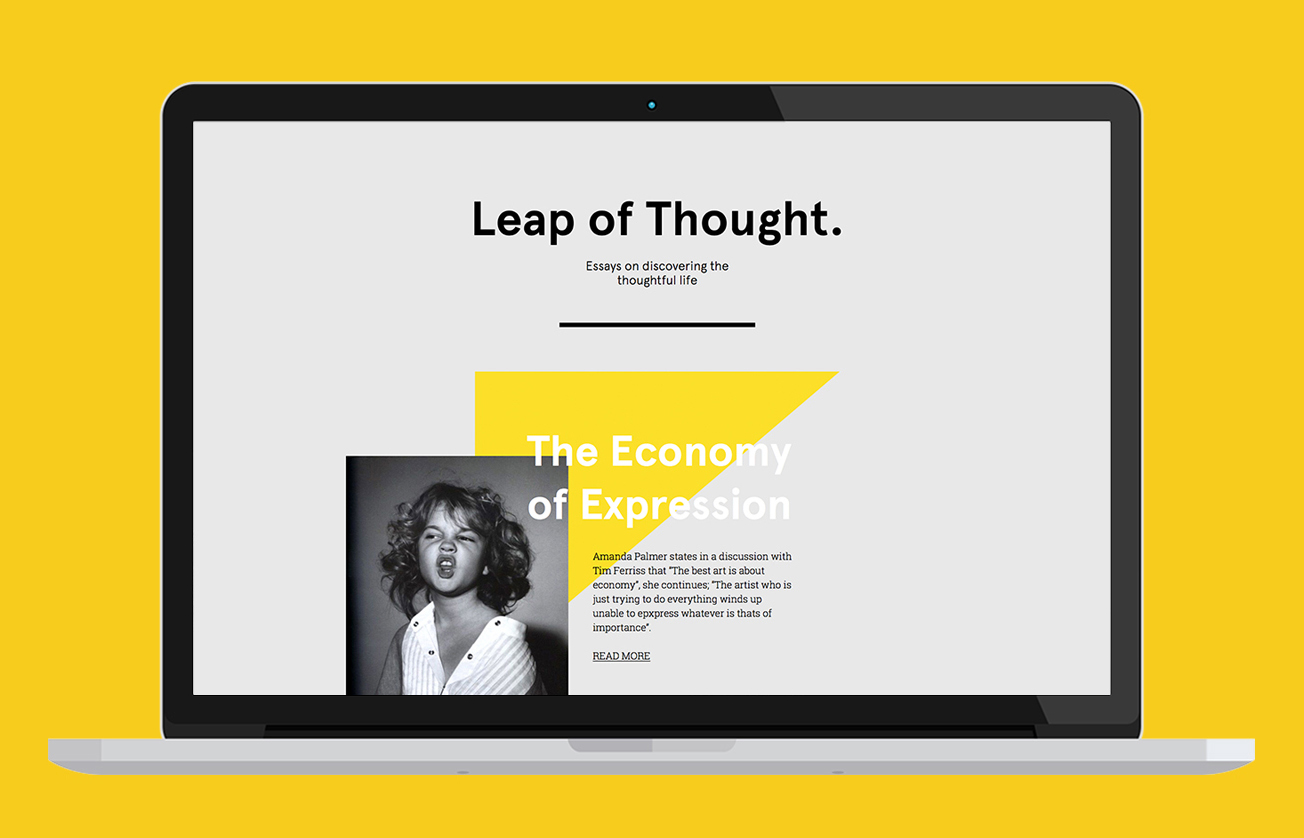 Leap of Thought.
Essays on discovering the
thoughtful life
The Economy
of Expression
Amanda Palmer states in a discussion with
Tim Ferriss that “The best art is about
economy”, she continues; “The artist who is
just trying to do everything winds up
unable to epxpress whatever is thats of
importance”.
READ MORE